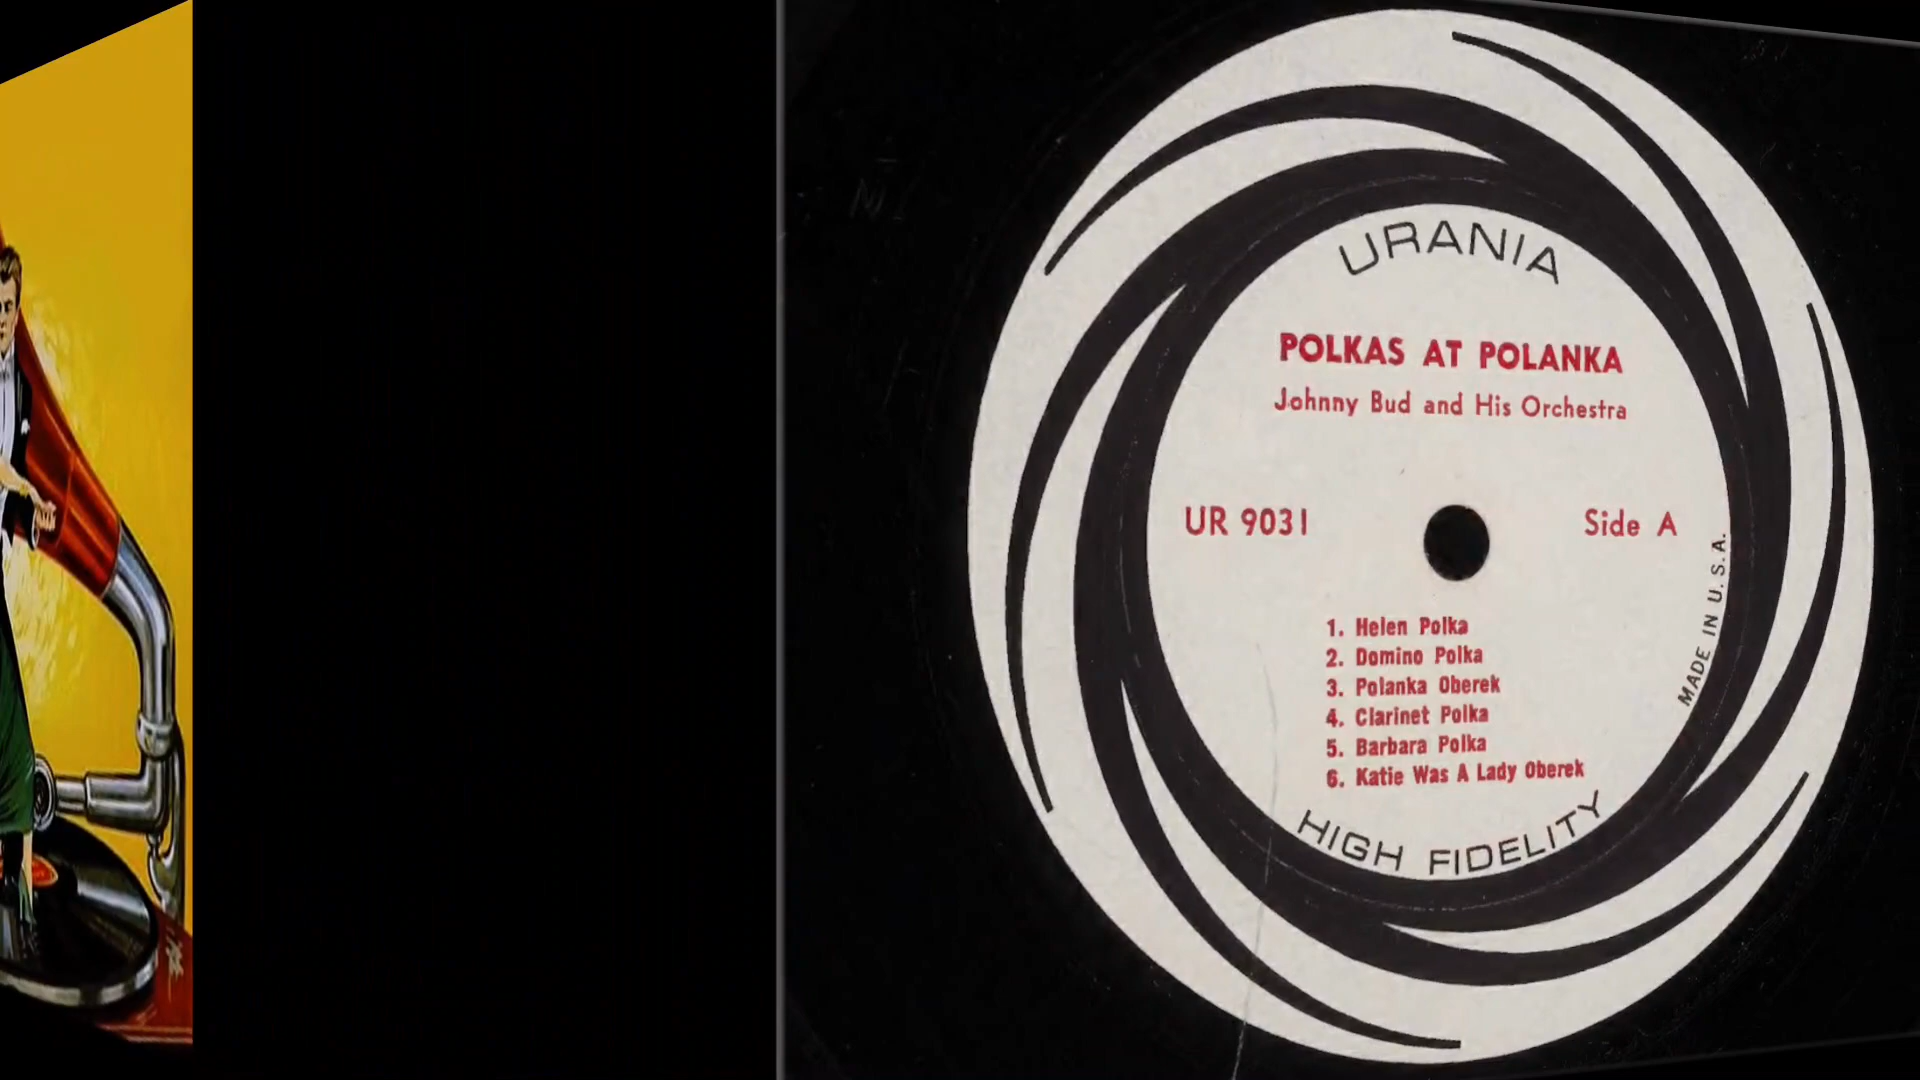 URANIA
POLKAS AT POLANKA
Johnny Bud and His Orchestra
UR 9031
Side A
MADE IN U.S.A.
1. Helen Polka
2. Domino Polka
3. Polanka Oberek
4. Clarinet Polka
5. Barbara Polka
6. Katie Was A Lady Oberek
HIGH FIDELITY